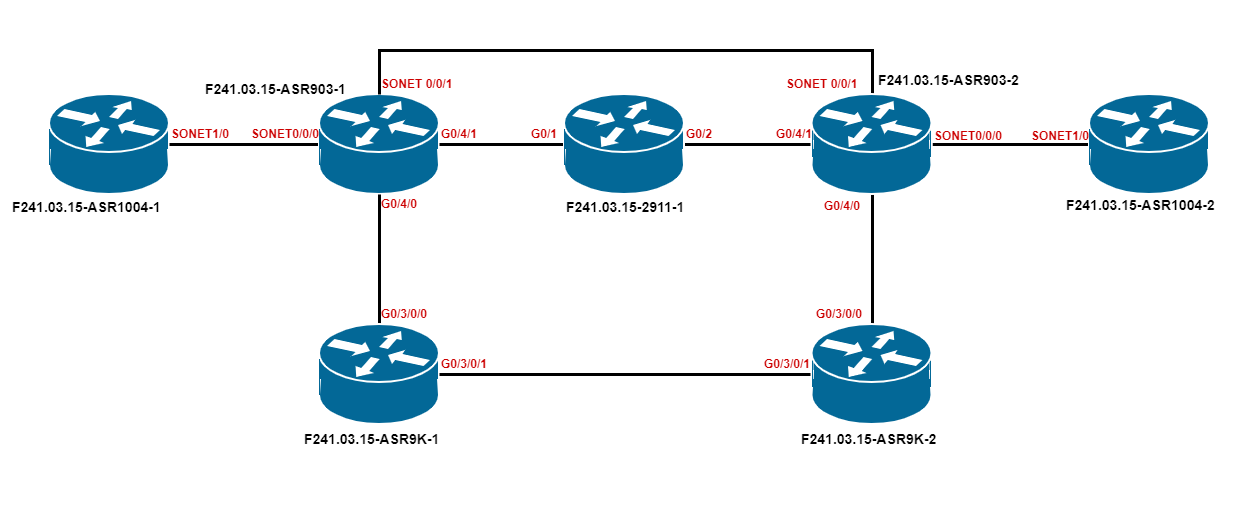 F241.03.15-ASR903-1
SONET 0/0/1
SONET 0/0/1
F241.03.15-ASR903-2
SONET1/0
SONET0/0/0
G0/4/1
G0/1
G0/2
G0/4/1
SONET0/0/0
SONET1/0
F241.03.15-ASR1004-1
G0/4/0
F241.03.15-2911-1
G0/4/0
F241.03.15-ASR1004-2
G0/3/0/0
G0/3/0/0
G0/3/0/1
G0/3/0/1
F241.03.15-ASR9K-1
F241.03.15-ASR9K-2